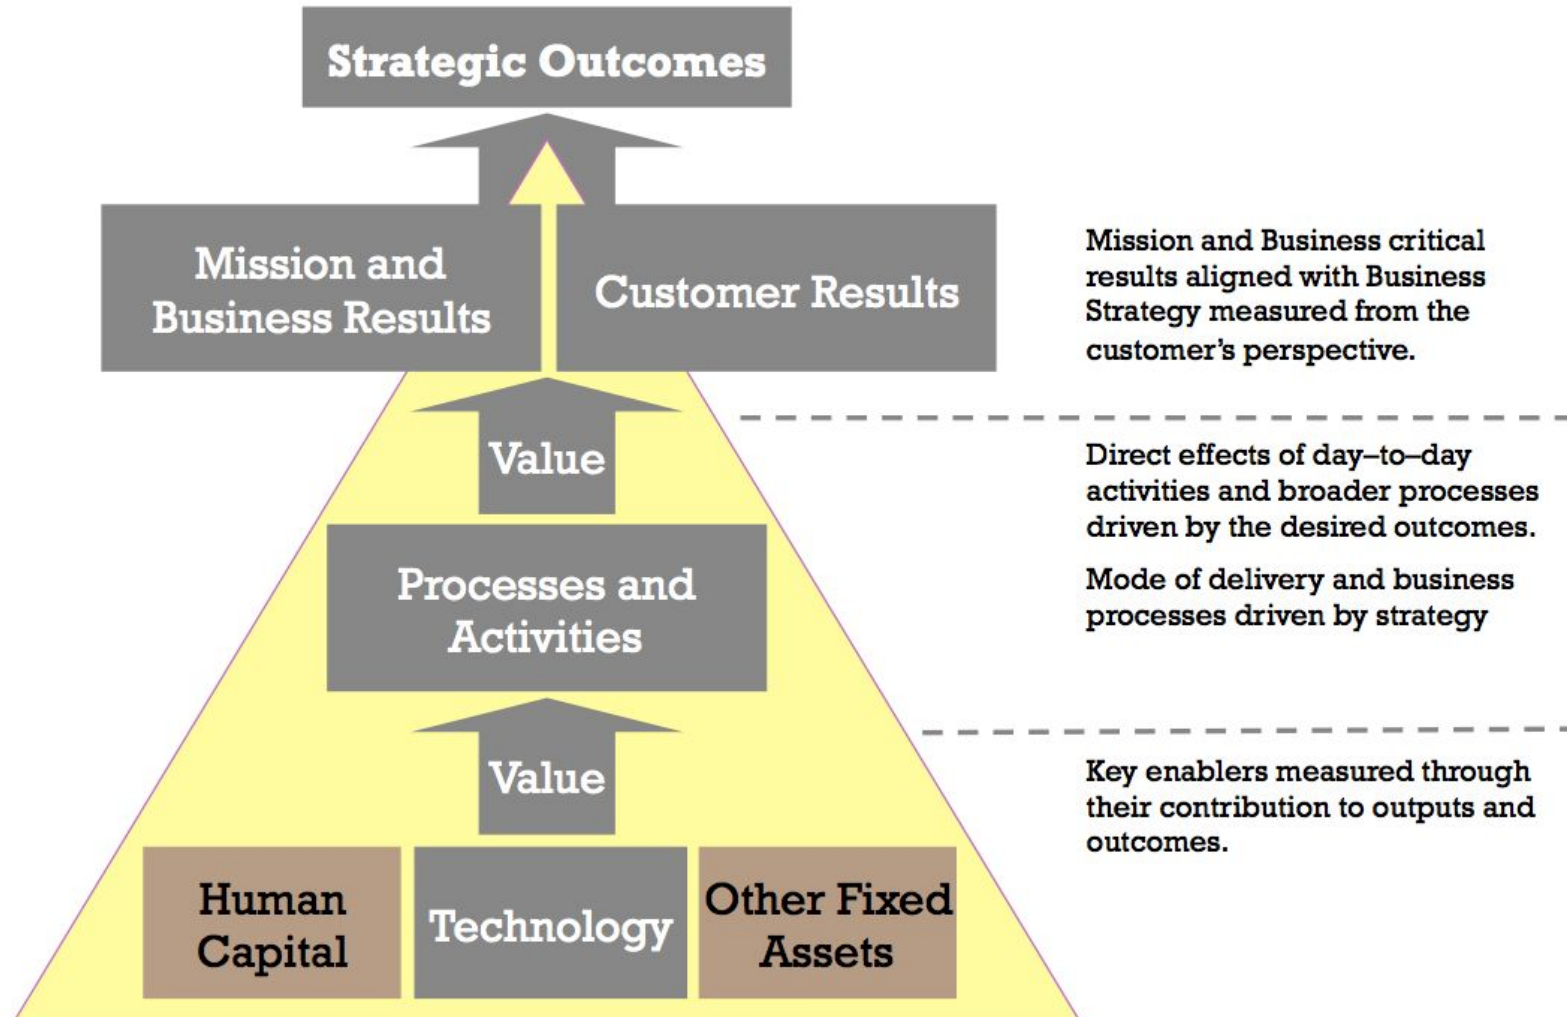 Strategic Outcomes
Mission and
Business Results
Customer Results
Mission and Business critical
results aligned with Business
Strategy measured from the
customer’s perspective.
Value
Direct effects of day–to–day
activities and broader processes
driven by the desired outcomes.
Mode of delivery and business
processes driven by strategy
Processes and
Activities
Value
Key enablers measured through
their contribution to outputs and
outcomes.
Human
Capital
Technology
Other Fixed
Assets